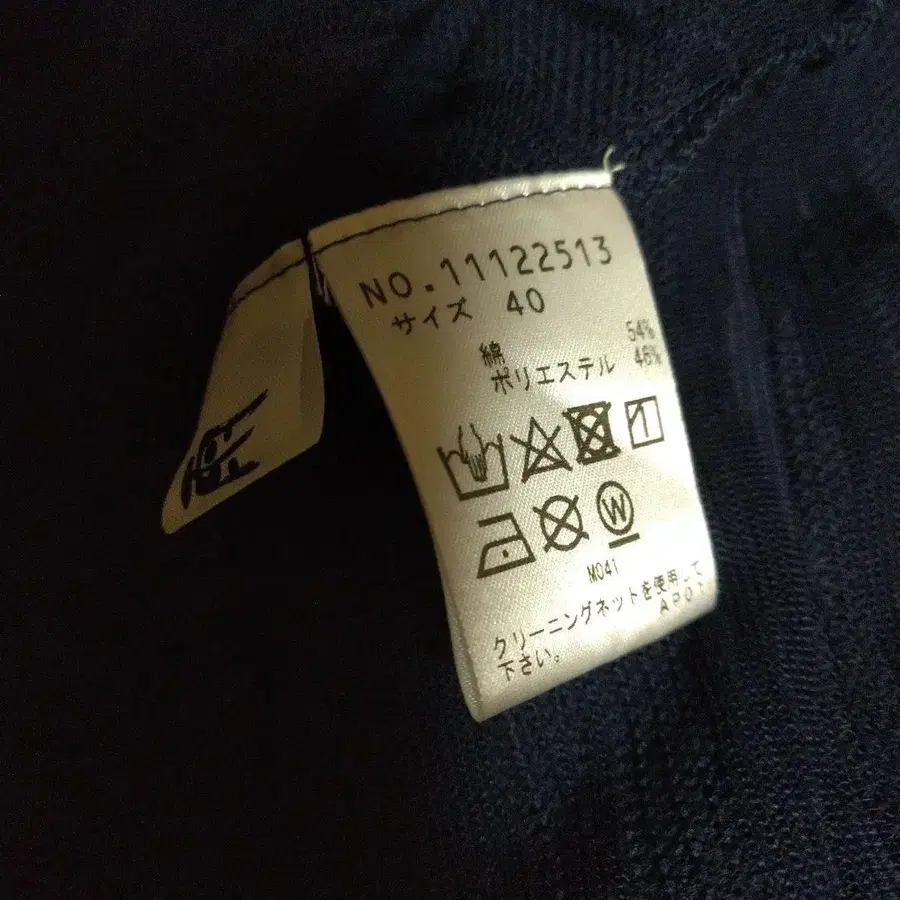 NO.11122513
サイズ 40
綿 54%
ポリエステル 46%
W
M041
クリーニングネットを使用して
下さい。